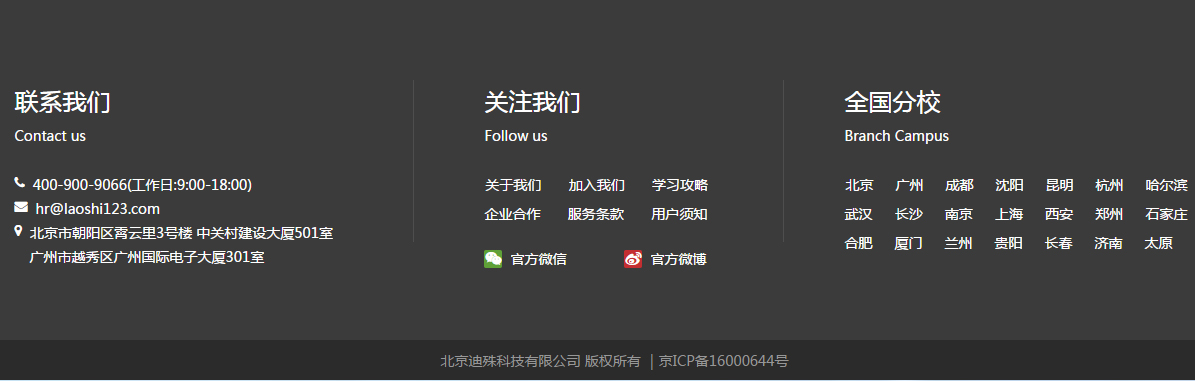 联系我们
Contact us
400-900-9066(工作日:9:00-18:00)
hr@laoshi123.com
北京市朝阳区霄云里3号楼 中关村建设大厦501室
广州市越秀区广州国际电子大厦301室
关注我们
Follow us
关于我们 加入我们 学习攻略
企业合作 服务条款 用户须知
官方微信 官方微博
全国分校
Branch Campus
北京 广州 成都 沈阳 昆明 杭州 哈尔滨
武汉 长沙 南京 上海 西安 郑州 石家庄
合肥 厦门 兰州 贵阳 长春 济南 太原
北京迪殊科技有限公司 版权所有 | 京ICP备16000644号